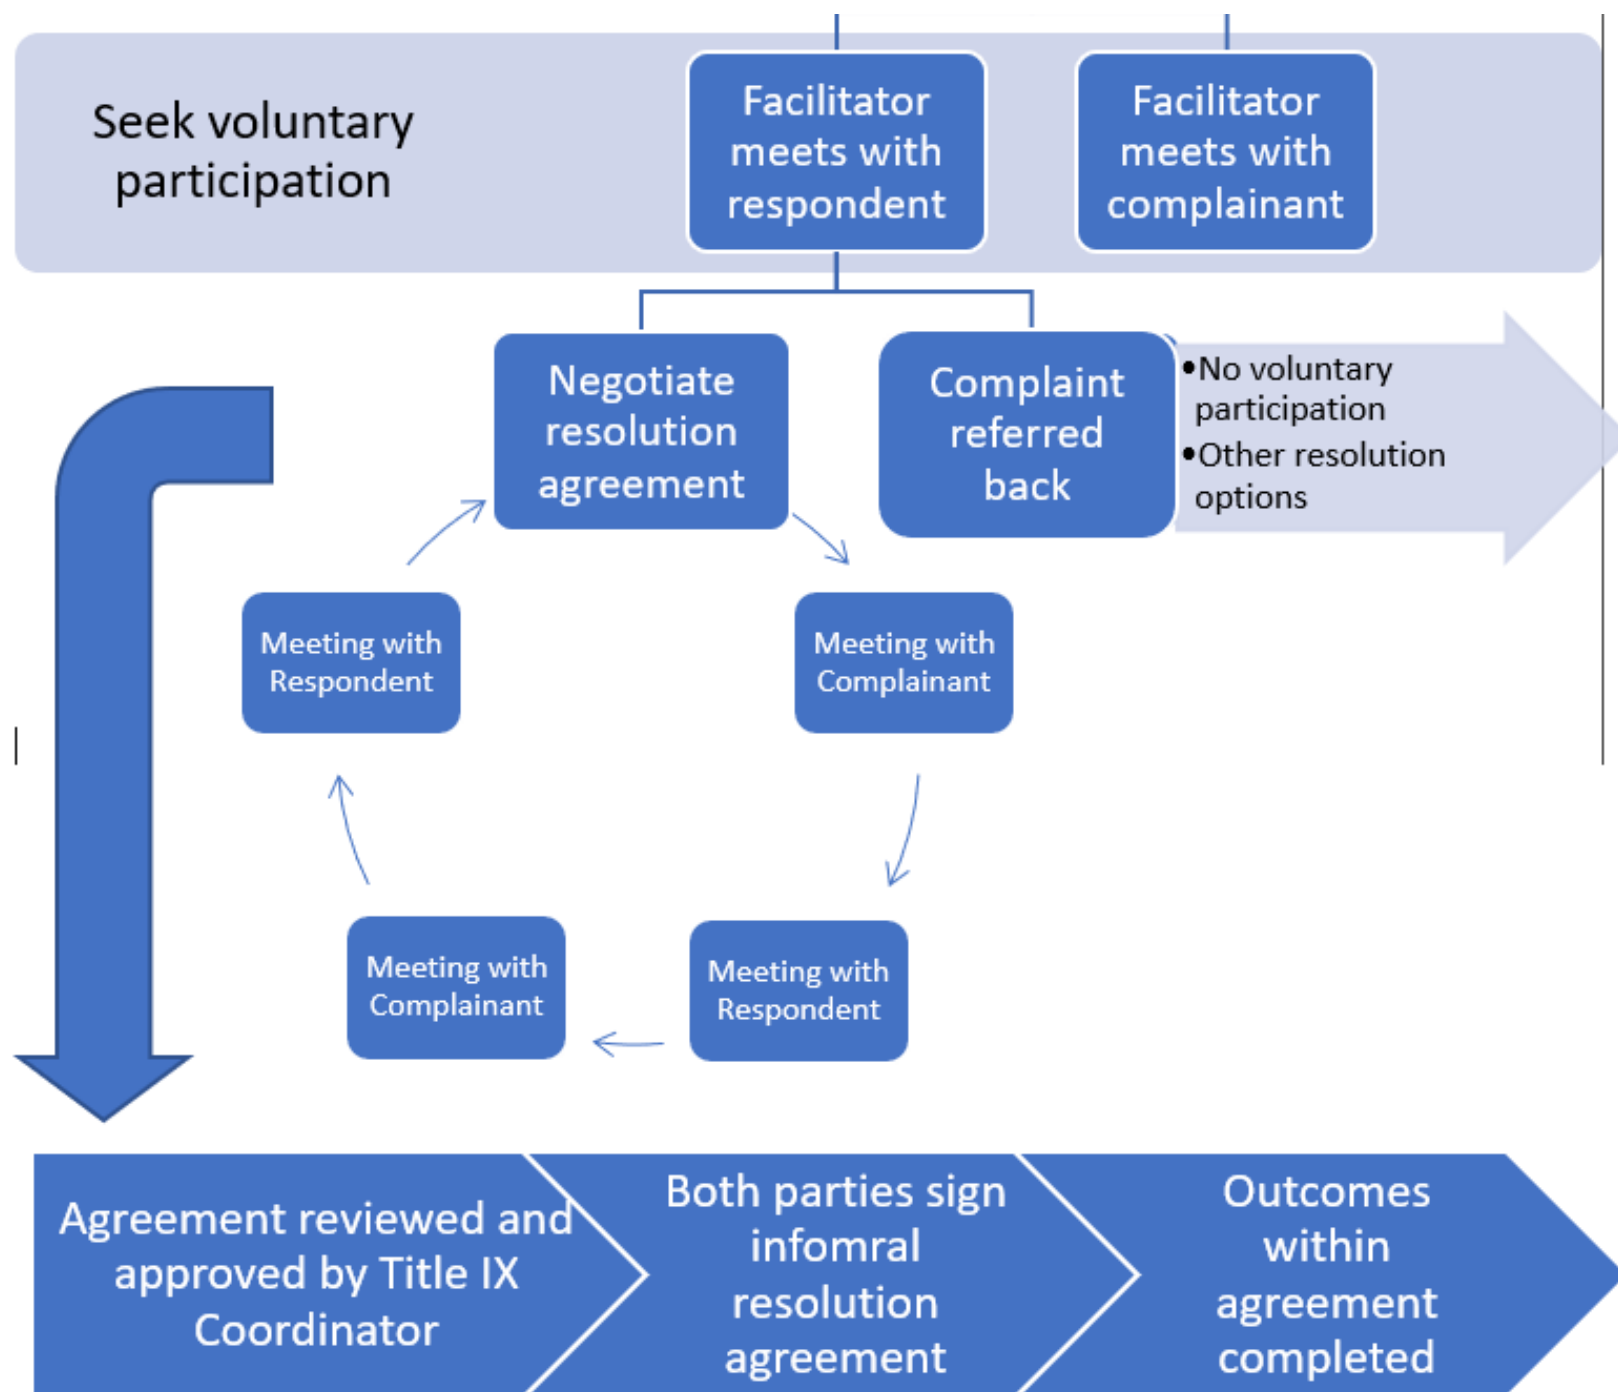 Seek voluntary
participation
Facilitator
meets with
respondent
Facilitator
meets with
complainant
Negotiate
resolution
agreement
Complaint
referred
back
•No voluntary
participation
•Other resolution
options
Meeting with
Respondent
Meeting with
Complainant
Meeting with
Complainant
Meeting with
Respondent
Agreement reviewed and
approved by Title IX
Coordinator
Both parties sign
infomral
resolution
agreement
Outcomes
within
agreement
completed